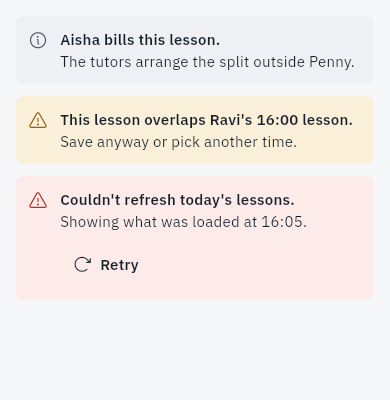 Aisha bills this lesson.
The tutors arrange the split outside Penny.
This lesson overlaps Ravi's 16:00 lesson.
Save anyway or pick another time.
Couldn't refresh today's lessons.
Showing what was loaded at 16:05.
Retry